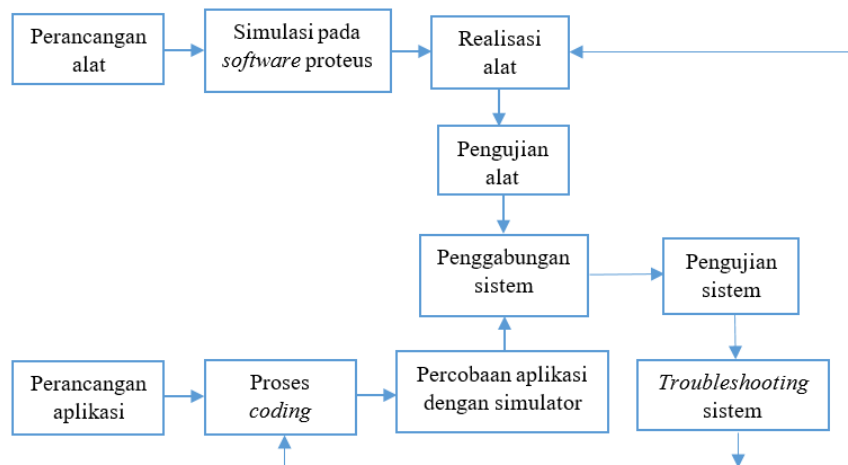 Perancangan
alat
Simulasi pada
software proteus
Realisasi
alat
Pengujian
alat
Penggabungan
sistem
Pengujian
sistem
Perancangan
aplikasi
Proses
coding
Percobaan aplikasi
dengan simulator
Troubleshooting
sistem